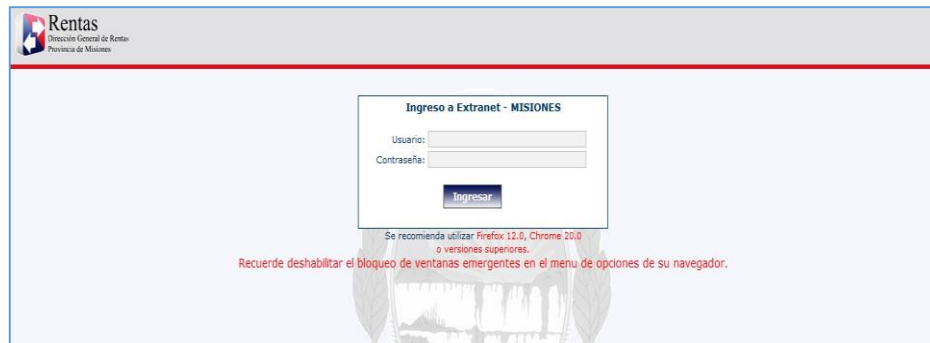 Rentas
Dirección General de Rentas
Provincia de Misiones
Ingreso a Extranet - MISIONES
Usuario:
Contraseña:
Ingresar
Se recomienda utilizar Firefox 12.0, Chrome 20.0
o versiones superiores.
Recuerde deshabilitar el bloqueo de ventanas emergentes en el menu de opciones de su navegador.